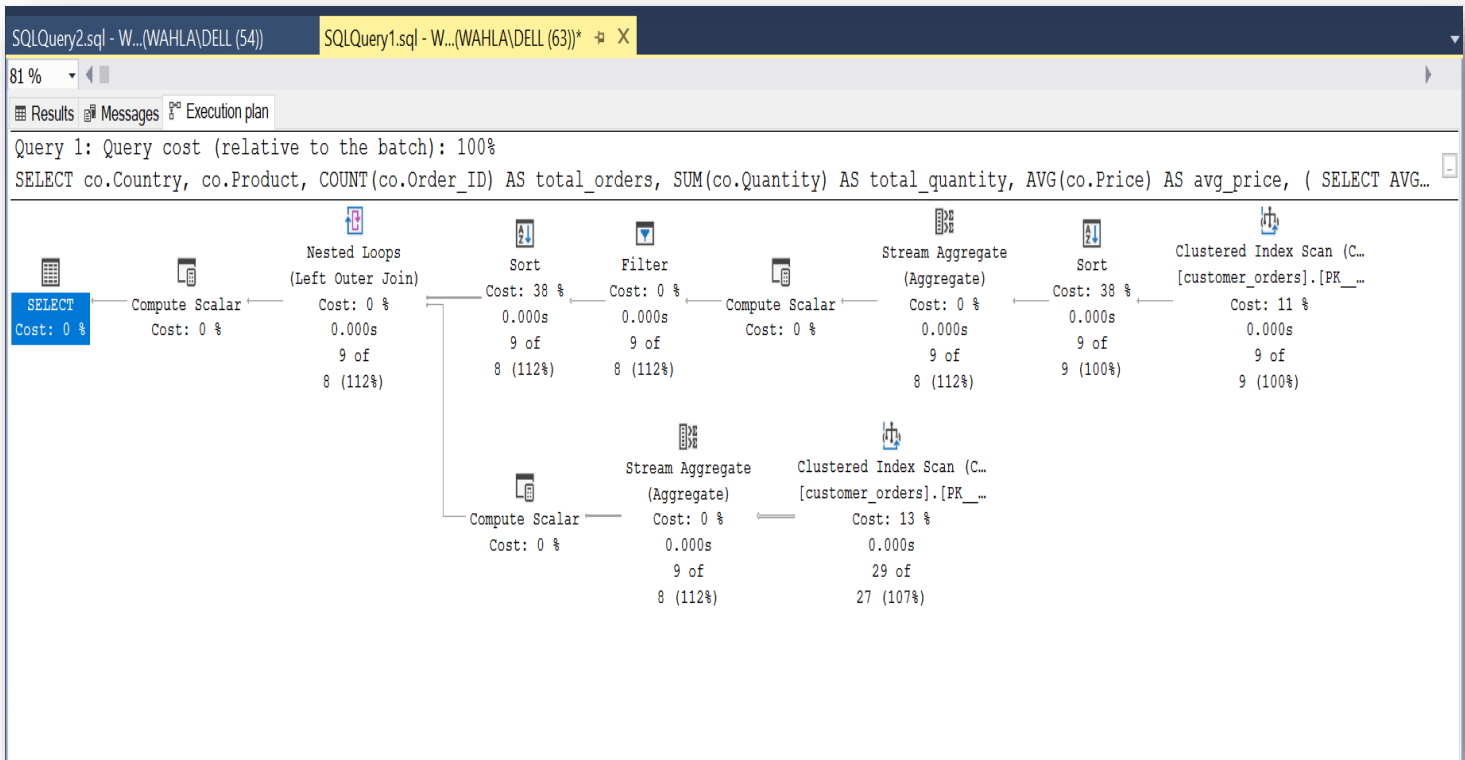 SQLQuery2.sql - W...(WAHLA\DELL (54))
SQLQuery1.sql - W...(WAHLA\DELL (63))*
81 %
Results
Messages
Execution plan
Query 1: Query cost (relative to the batch): 100%
SELECT co.Country, co.Product, COUNT(co.Order_ID) AS total_orders, SUM(co.Quantity) AS total_quantity, AVG(co.Price) AS avg_price, ( SELECT AVG...
SELECT
Cost: 0 %
Compute Scalar
Cost: 0 %
Nested Loops
(Left Outer Join)
Cost: 0 %
0.000s
9 of
8 (112%)
Sort
Cost: 38 %
0.000s
9 of
8 (112%)
Filter
Cost: 0 %
0.000s
9 of
8 (112%)
Compute Scalar
Cost: 0 %
Stream Aggregate
(Aggregate)
Cost: 0 %
0.000s
9 of
8 (112%)
Sort
Cost: 38 %
0.000s
9 of
9 (100%)
Clustered Index Scan (C...
[customer_orders].[PK__...
Cost: 11 %
0.000s
9 of
9 (100%)
Compute Scalar
Cost: 0 %
Stream Aggregate
(Aggregate)
Cost: 0 %
0.000s
9 of
8 (112%)
Clustered Index Scan (C...
[customer_orders].[PK__...
Cost: 13 %
0.000s
29 of
27 (107%)